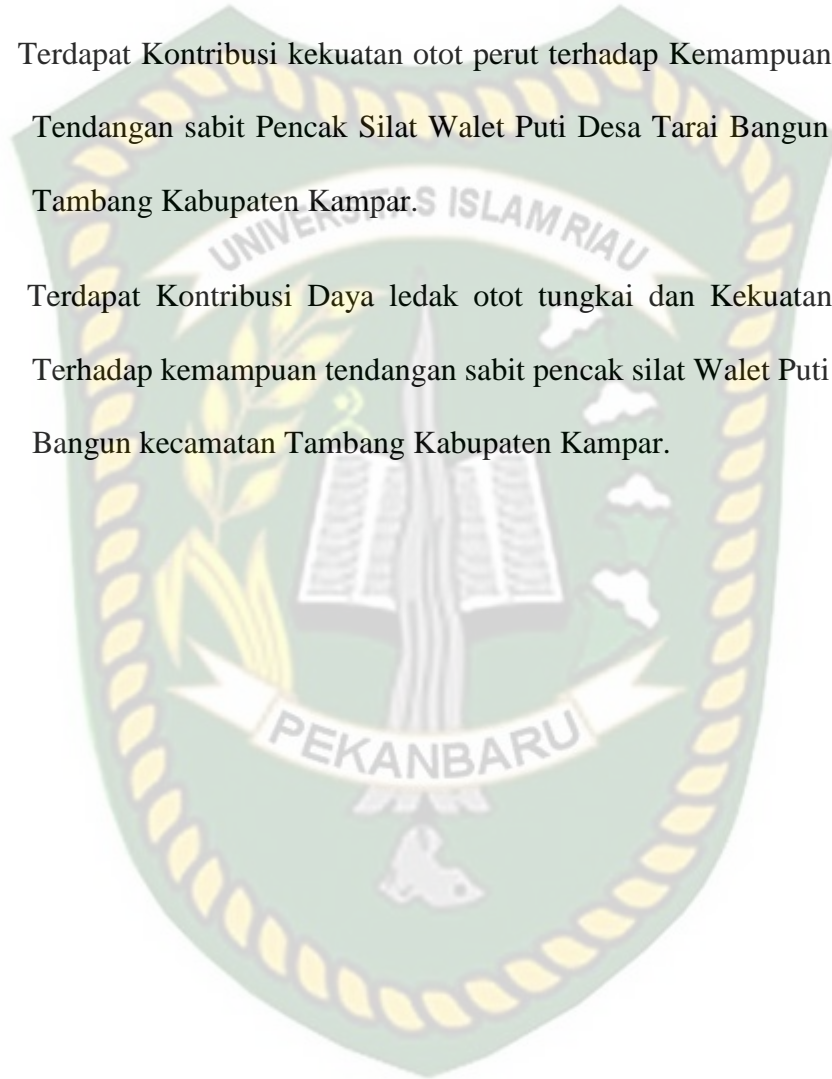 Terdapat Kontribusi kekuatan otot perut terhadap Kemampuan
Tendangan sabit Pencak Silat Walet Puti Desa Tarai Bangun
Tambang Kabupaten Kampar.
UNIVERSITAS ISLAM RIAU
Terdapat Kontribusi Daya ledak otot tungkai dan Kekuatan
Terhadap kemampuan tendangan sabit pencak silat Walet Puti
Bangun kecamatan Tambang Kabupaten Kampar.
PEKANBARU